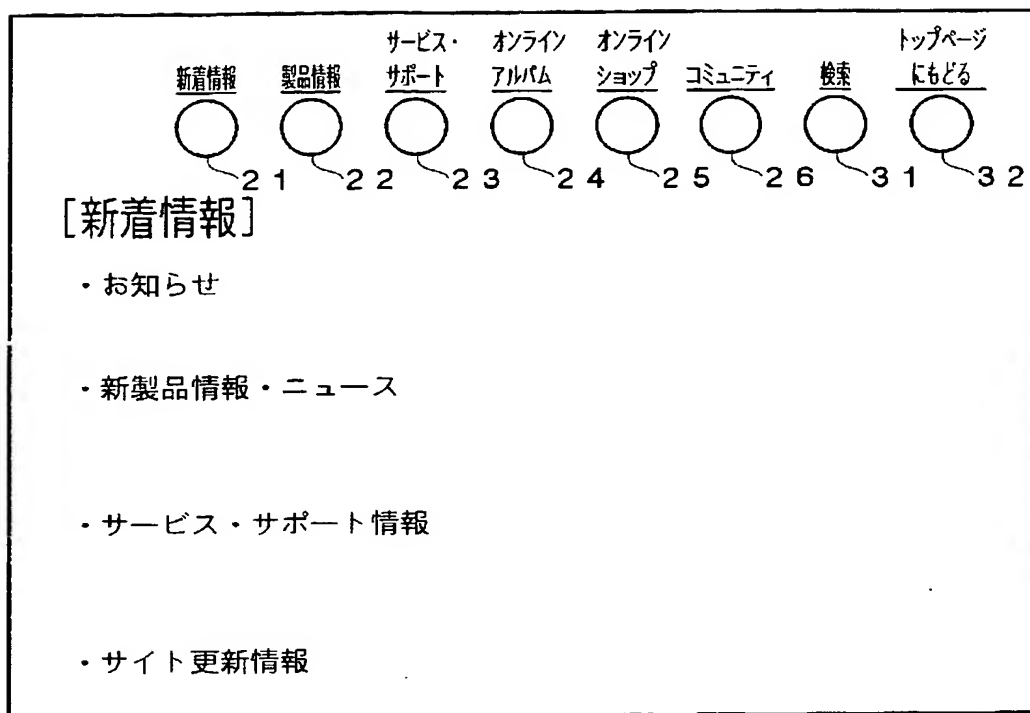 新着情報
製品情報
サービス・
サポート
オンライン
アルバム
オンライン
ショップ
コミュニティ
検索
トップページ
にもどる
21
22
23
24
25
26
31
32
[新着情報]
・お知らせ
・新製品情報・ニュース
・サービス・サポート情報
・サイト更新情報